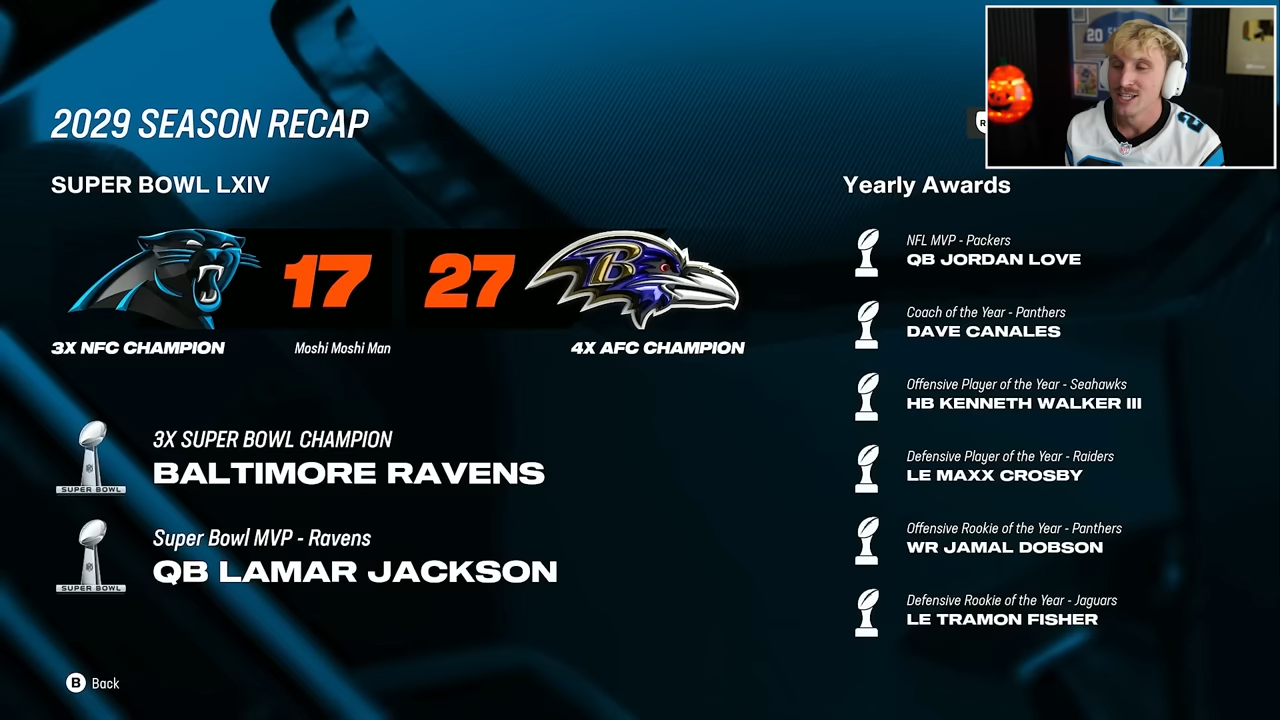 2029 SEASON RECAP
SUPER BOWL LXIV
17
27
3X NFC CHAMPION
Moshi Moshi Man
4X AFC CHAMPION
SUPER BOWL
3X SUPER BOWL CHAMPION
BALTIMORE RAVENS
SUPER BOWL
Super Bowl MVP - Ravens
QB LAMAR JACKSON
B Back
R
20
2
NFL
B
Yearly Awards
NFL MVP - Packers
QB JORDAN LOVE
Coach of the Year - Panthers
DAVE CANALES
Offensive Player of the Year - Seahawks
HB KENNETH WALKER III
Defensive Player of the Year - Raiders
LE MAXX CROSBY
Offensive Rookie of the Year - Panthers
WR JAMAL DOBSON
Defensive Rookie of the Year - Jaguars
LE TRAMON FISHER